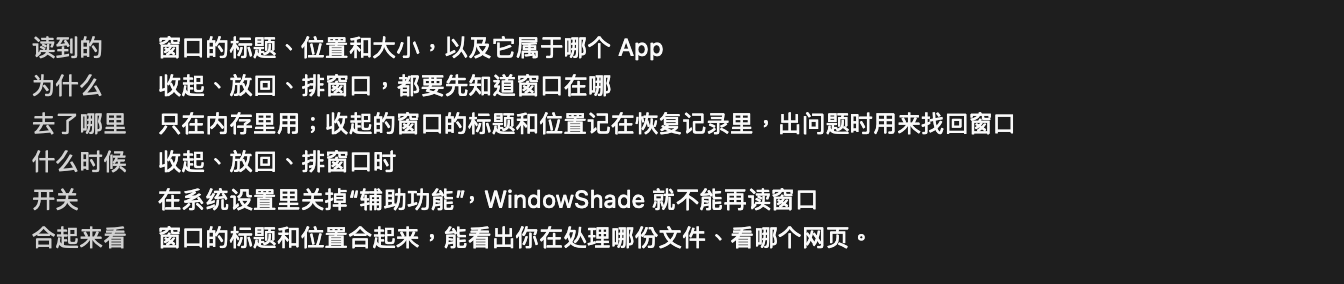 读到的 窗口的标题、位置和大小，以及它属于哪个 App
为什么 收起、放回、排窗口，都要先知道窗口在哪
去了哪里 只在内存里用；收起的窗口的标题和位置记在恢复记录里，出问题时用来找回窗口
什么时候 收起、放回、排窗口时
开关 在系统设置里关掉“辅助功能”，WindowShade 就不能再读窗口
合起来看 窗口的标题和位置合起来，能看出你在处理哪份文件、看哪个网页。